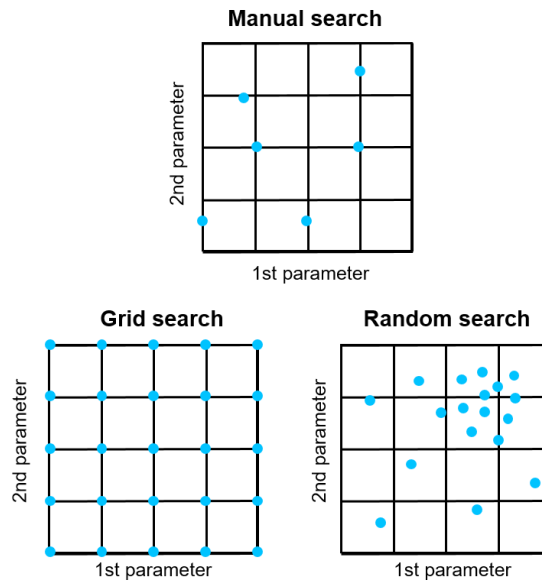 Manual search
2nd parameter
1st parameter
Grid search
2nd parameter
1st parameter
Random search
2nd parameter
1st parameter